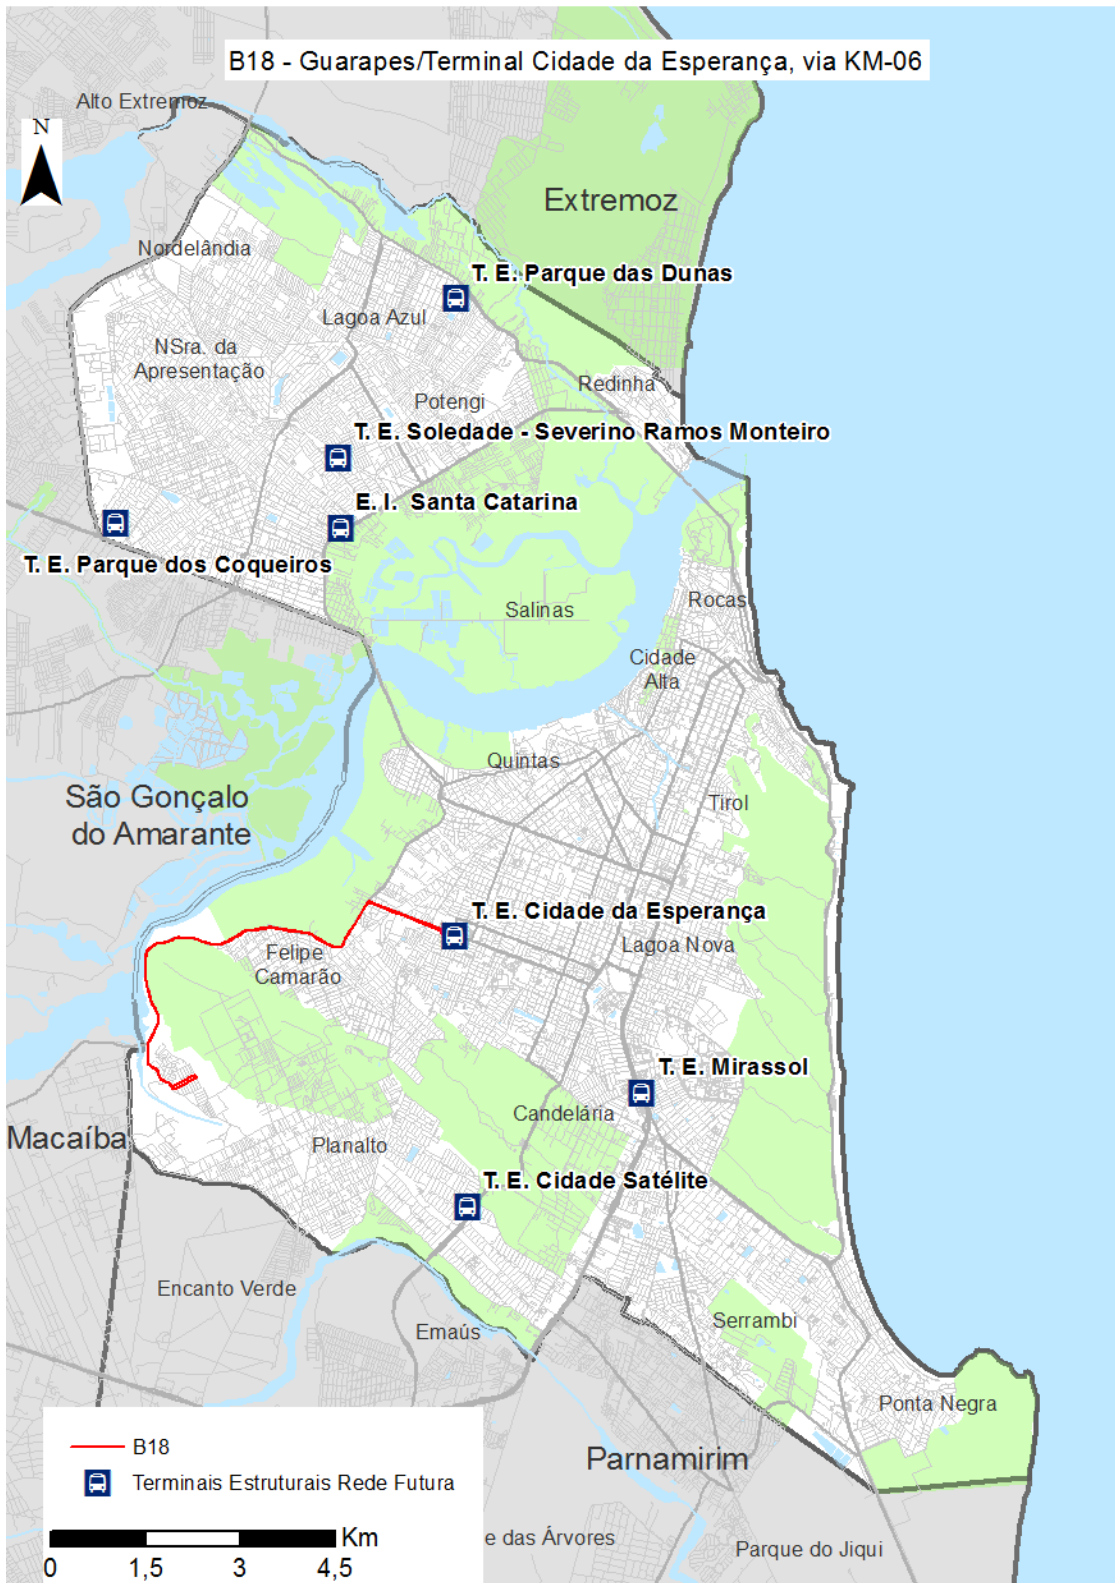 B18 - Guarapes/Terminal Cidade da Esperança, via KM-06
Alto Extremoz
N
Extremoz
Nordelândia
T. E. Parque das Dunas
Lagoa Azul
NSra. da
Apresentação
Redinha
Potengi
T. E. Soledade - Severino Ramos Monteiro
E. I. Santa Catarina
T. E. Parque dos Coqueiros
Rocas
Salinas
Cidade
Alta
Quintas
São Gonçalo
do Amarante
Tirol
T. E. Cidade da Esperança
Lagoa Nova
Felipe
Camarão
T. E. Mirassol
Candelária
Macaíba
Planalto
T. E. Cidade Satélite
Encanto Verde
Emaús
Serrambi
Ponta Negra
Parnamirim
B18
Terminais Estruturais Rede Futura
Km
0 1,5 3 4,5
e das Árvores
Parque do Jiqui